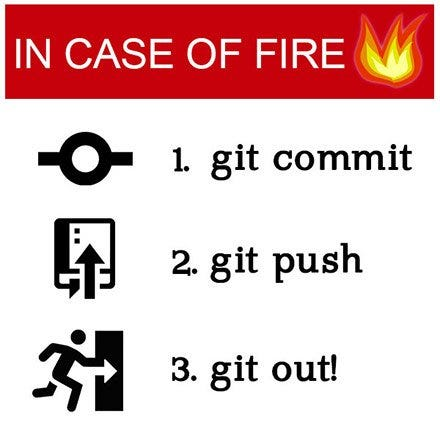 IN CASE OF FIRE
1. git commit
2. git push
3. git out!